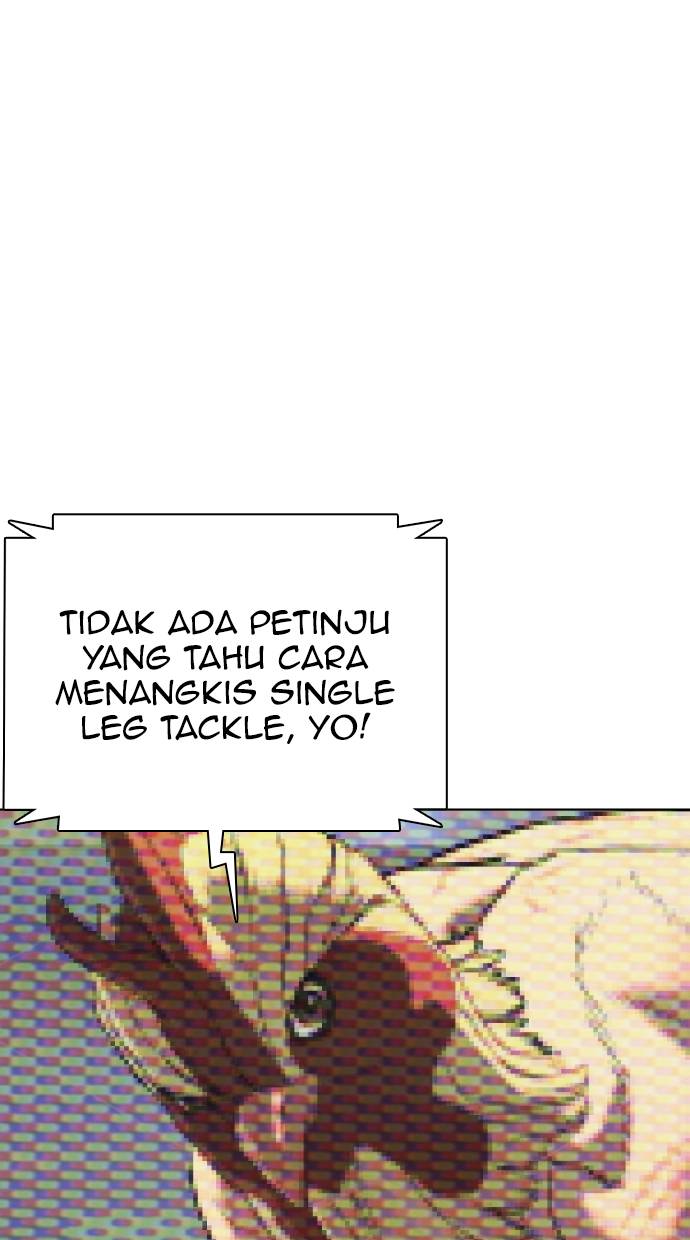 TIDAK ADA PETINJU
YANG TAHU CARA
MENANGKIS SINGLE
LEG TACKLE, YO!